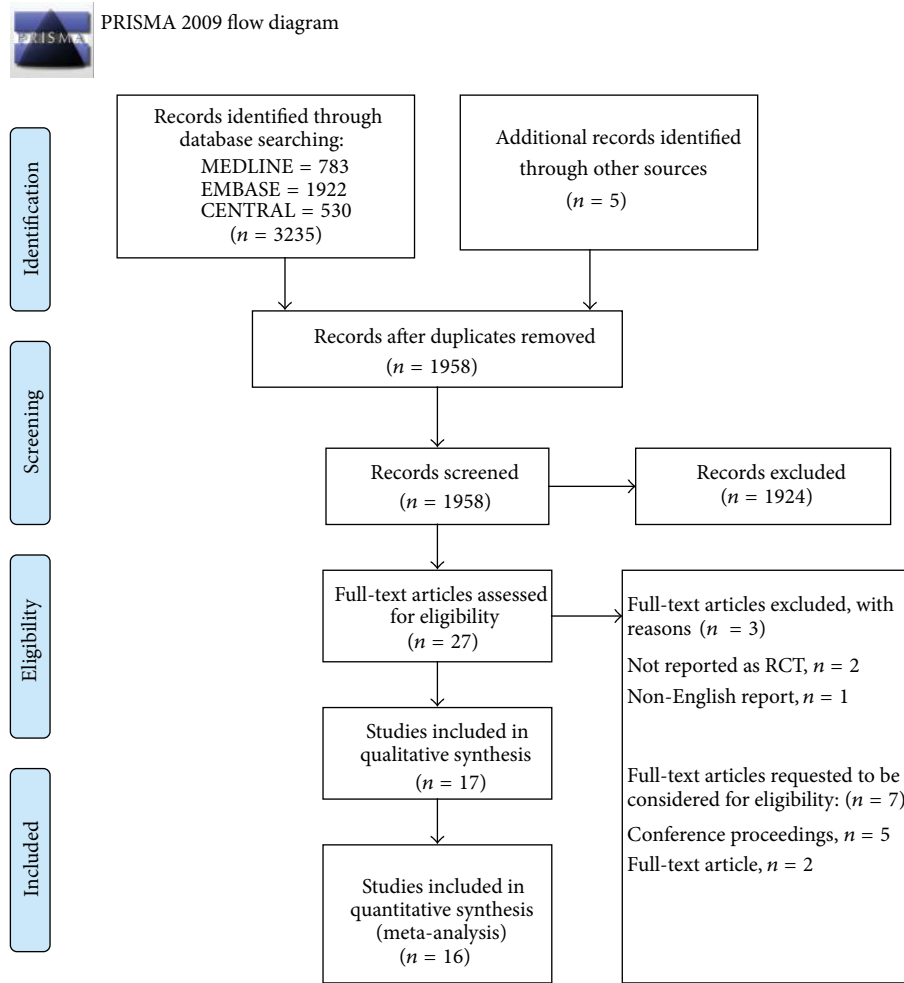 PRISMA
PRISMA 2009 flow diagram
Identification
Records identified through
database searching:
MEDLINE = 783
EMBASE = 1922
CENTRAL = 530
(n = 3235)
Additional records identified
through other sources
(n = 5)
Records after duplicates removed
(n = 1958)
Screening
Records screened
(n = 1958)
Records excluded
(n = 1924)
Eligibility
Full-text articles assessed
for eligibility
(n = 27)
Full-text articles excluded, with
reasons (n = 3)
Not reported as RCT, n = 2
Non-English report, n = 1
Full-text articles requested to be
considered for eligibility: (n = 7)
Conference proceedings, n = 5
Full-text article, n = 2
Studies included in
qualitative synthesis
(n = 17)
Included
Studies included in
quantitative synthesis
(meta-analysis)
(n = 16)